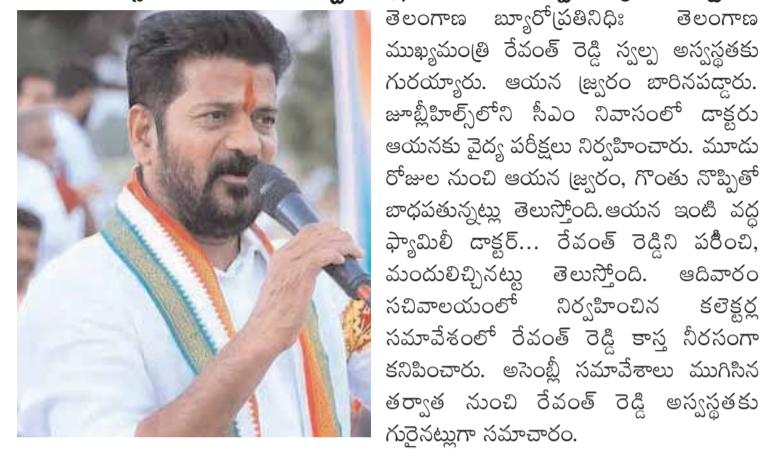 తెలంగాణ బ్యూరోప్రతినిధిః తెలంగాణ
ముఖ్యమంత్రి రేవంత్ రెడ్డి స్వల్ప అస్వస్థతకు
గురయ్యారు. ఆయన జ్వరం బారినపడ్డారు.
జూబ్లీహిల్స్‌లోని సీఎం నివాసంలో డాక్టరు
ఆయనకు వైద్య పరీక్షలు నిర్వహించారు. మూడు
రోజుల నుంచి ఆయన జ్వరం, గొంతు నొప్పితో
బాధపతున్నట్లు తెలుస్తోంది.ఆయన ఇంటి వద్ద
ఫ్యామిలీ డాక్టర్... రేవంత్ రెడ్డిని పరీంచి,
మందులిచ్చినట్టు తెలుస్తోంది. ఆదివారం
సచివాలయంలో నిర్వహించిన కలెక్టర్ల
సమావేశంలో రేవంత్ రెడ్డి కాస్త నీరసంగా
కనిపించారు. అసెంబ్లీ సమావేశాలు ముగిసిన
తర్వాత నుంచి రేవంత్ రెడ్డి అస్వస్థతకు
గురైనట్లుగా సమాచారం.